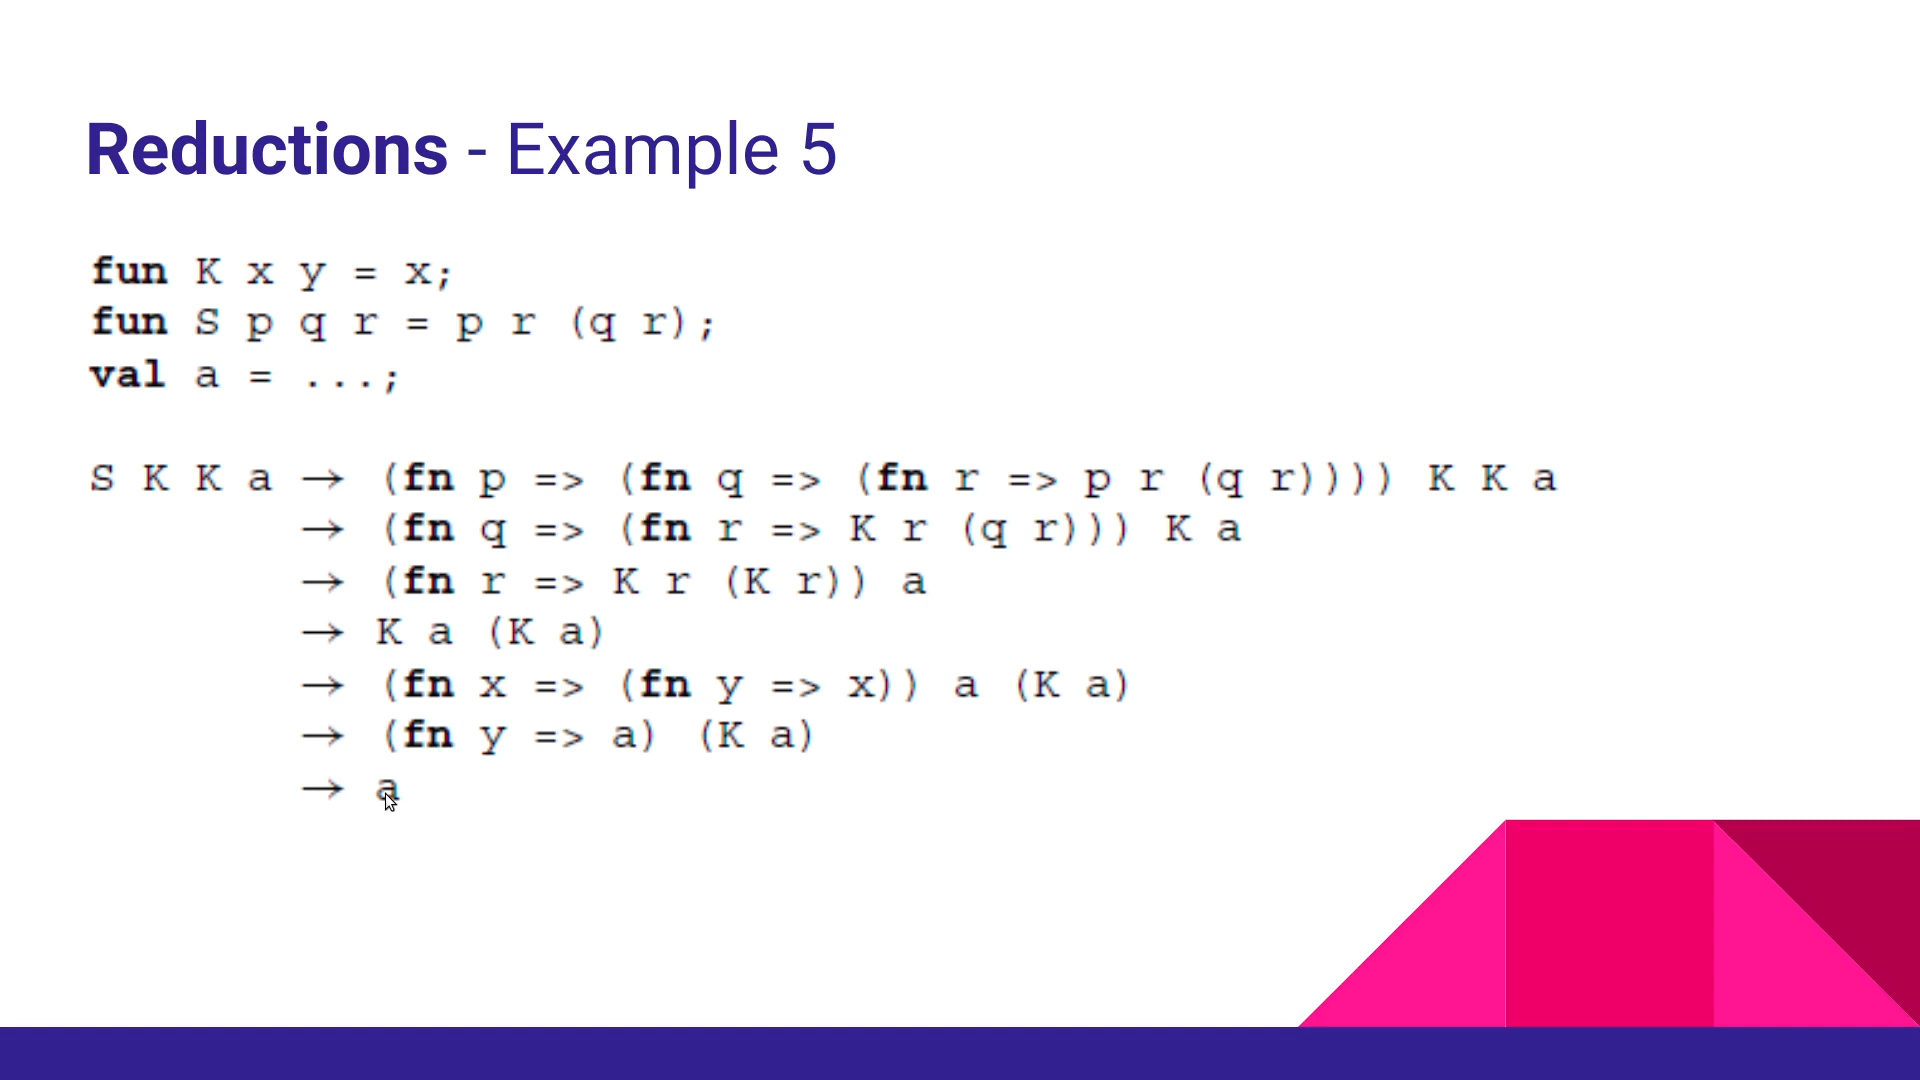 Reductions - Example 5
fun K x y = x;
fun S p q r = p r (q r);
val a = ...;
S K K a → (fn p => (fn q => (fn r => p r (q r)))) K K a
→ (fn q => (fn r => K r (q r))) K a
→ (fn r => K r (K r)) a
→ K a (K a)
→ (fn x => (fn y => x)) a (K a)
→ (fn y => a) (K a)
→ a